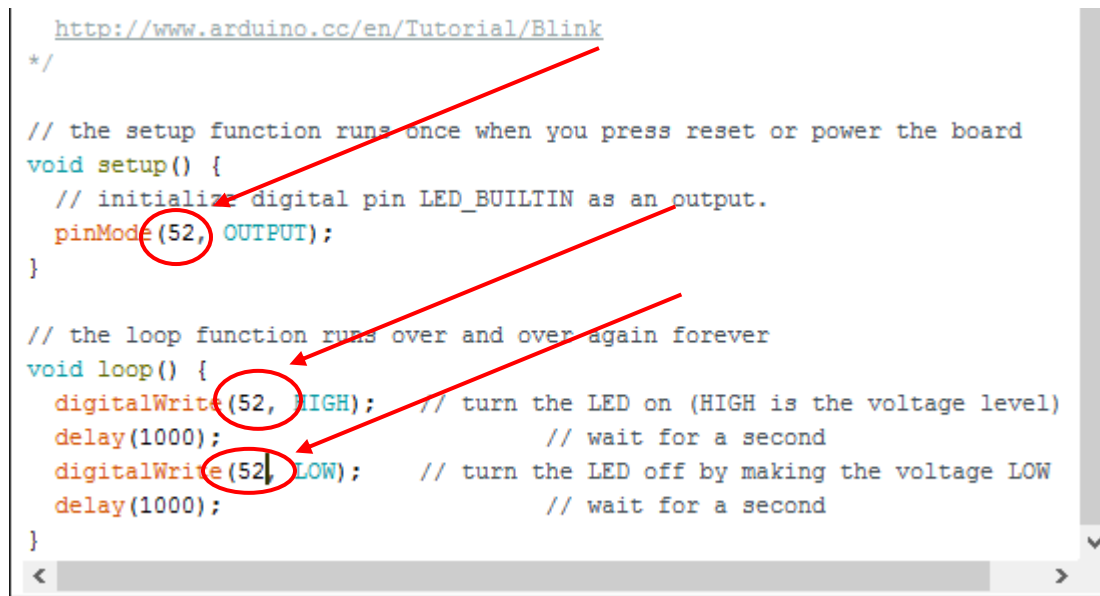 http://www.arduino.cc/en/Tutorial/Blink
*/
// the setup function runs once when you press reset or power the board
void setup() {
// initialize digital pin LED_BUILTIN as an output.
pinMode(52, OUTPUT);
}
// the loop function runs over and over again forever
void loop() {
digitalWrite(52, HIGH);   // turn the LED on (HIGH is the voltage level)
delay(1000);                       // wait for a second
digitalWrite(52, LOW);    // turn the LED off by making the voltage LOW
delay(1000);                       // wait for a second
}